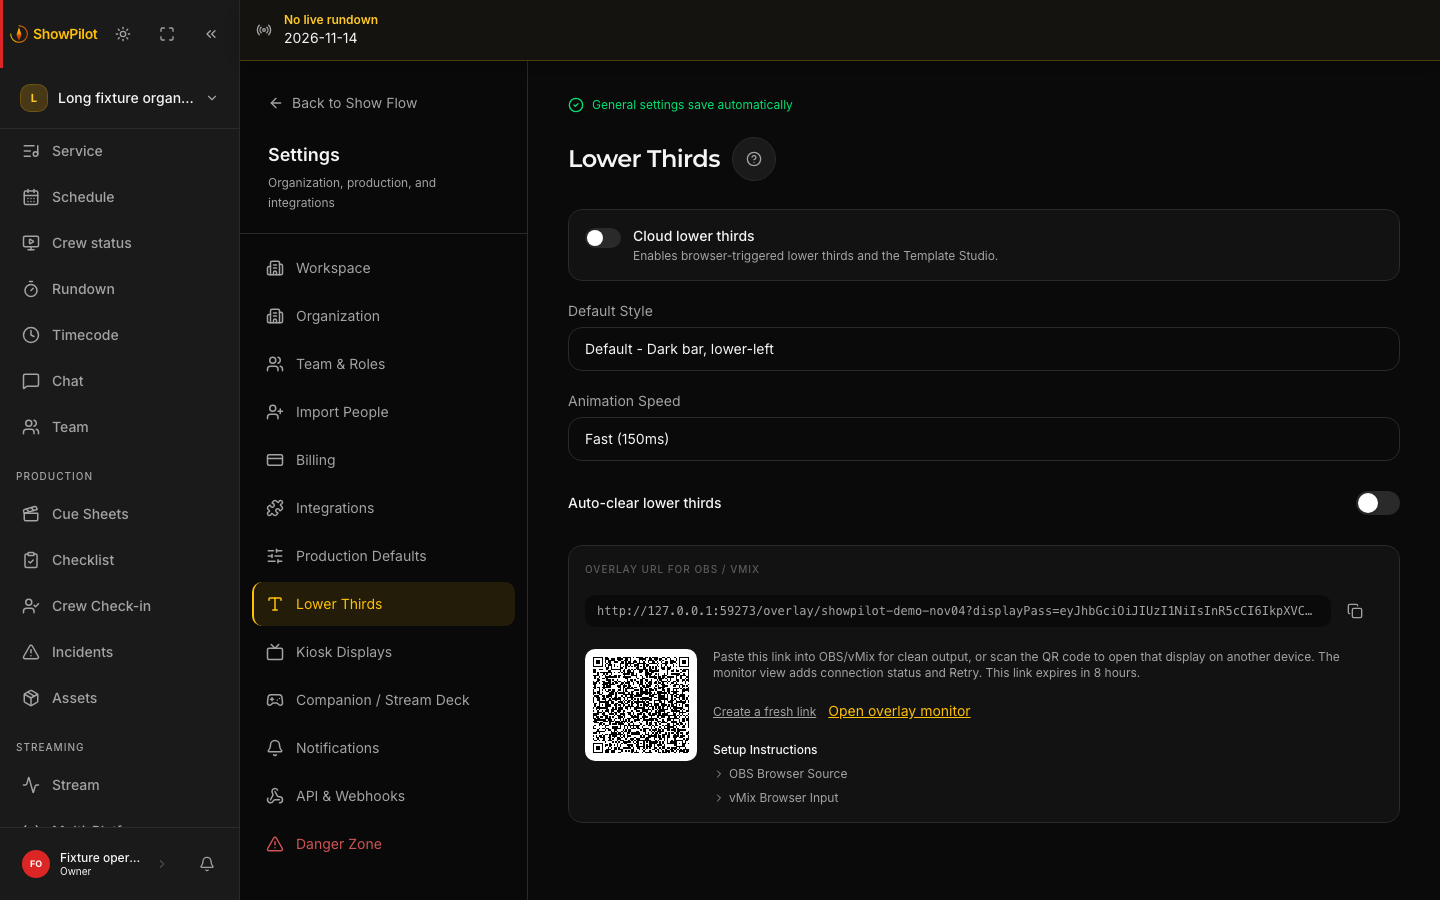 ShowPilot
No live rundown
2026-11-14
L
Long fixture organ...
Service
Schedule
Crew status
Rundown
Timecode
Chat
Team
PRODUCTION
Cue Sheets
Checklist
Crew Check-in
Incidents
Assets
STREAMING
Stream
FO
Fixture oper...
Owner
Back to Show Flow
Settings
Organization, production, and
integrations
Workspace
Organization
Team & Roles
Import People
Billing
Integrations
Production Defaults
Lower Thirds
Kiosk Displays
Companion / Stream Deck
Notifications
API & Webhooks
Danger Zone
General settings save automatically
Lower Thirds
Cloud lower thirds
Enables browser-triggered lower thirds and the Template Studio.
Default Style
Default - Dark bar, lower-left
Animation Speed
Fast (150ms)
Auto-clear lower thirds
OVERLAY URL FOR OBS / VMIX
http://127.0.0.1:59273/overlay/showpilot-demo-nov04?displayPass=eyJhbGciOiJIUzI1NiIsInR5cCI6IkpXVC…
Paste this link into OBS/vMix for clean output, or scan the QR code to open that display on another device. The
monitor view adds connection status and Retry. This link expires in 8 hours.
Create a fresh link
Open overlay monitor
Setup Instructions
OBS Browser Source
vMix Browser Input